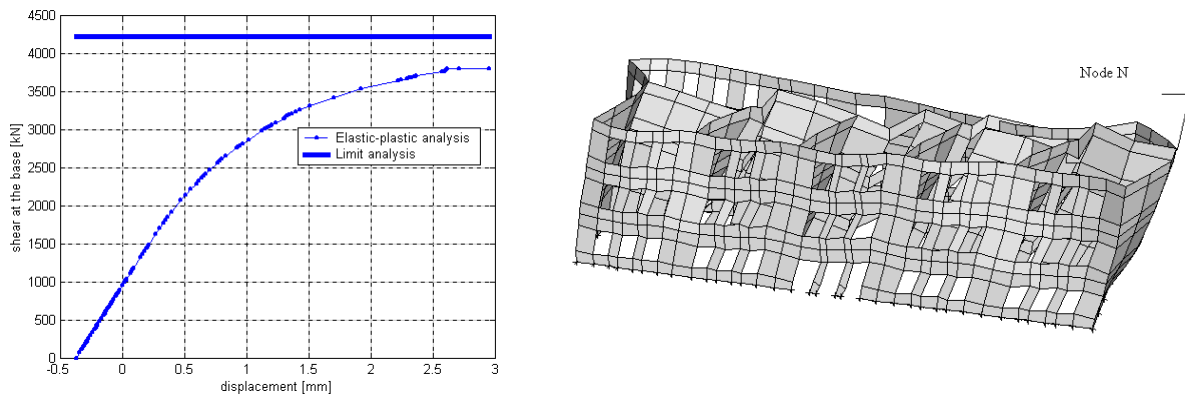 4500
4000
3500
3000
2500
2000
1500
1000
500
0
shear at the base [kN]
Elastic-plastic analysis
Limit analysis
-0.5 0 0.5 1 1.5 2 2.5 3
displacement [mm]
Node N